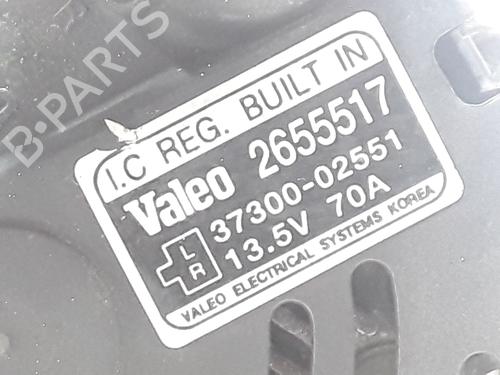 B-PARTS
I.C REG. BUILT IN
Valeo 2655517
37300-02551
L
R
13.5V 70A
VALEO ELECTRICAL SYSTEMS KOREA